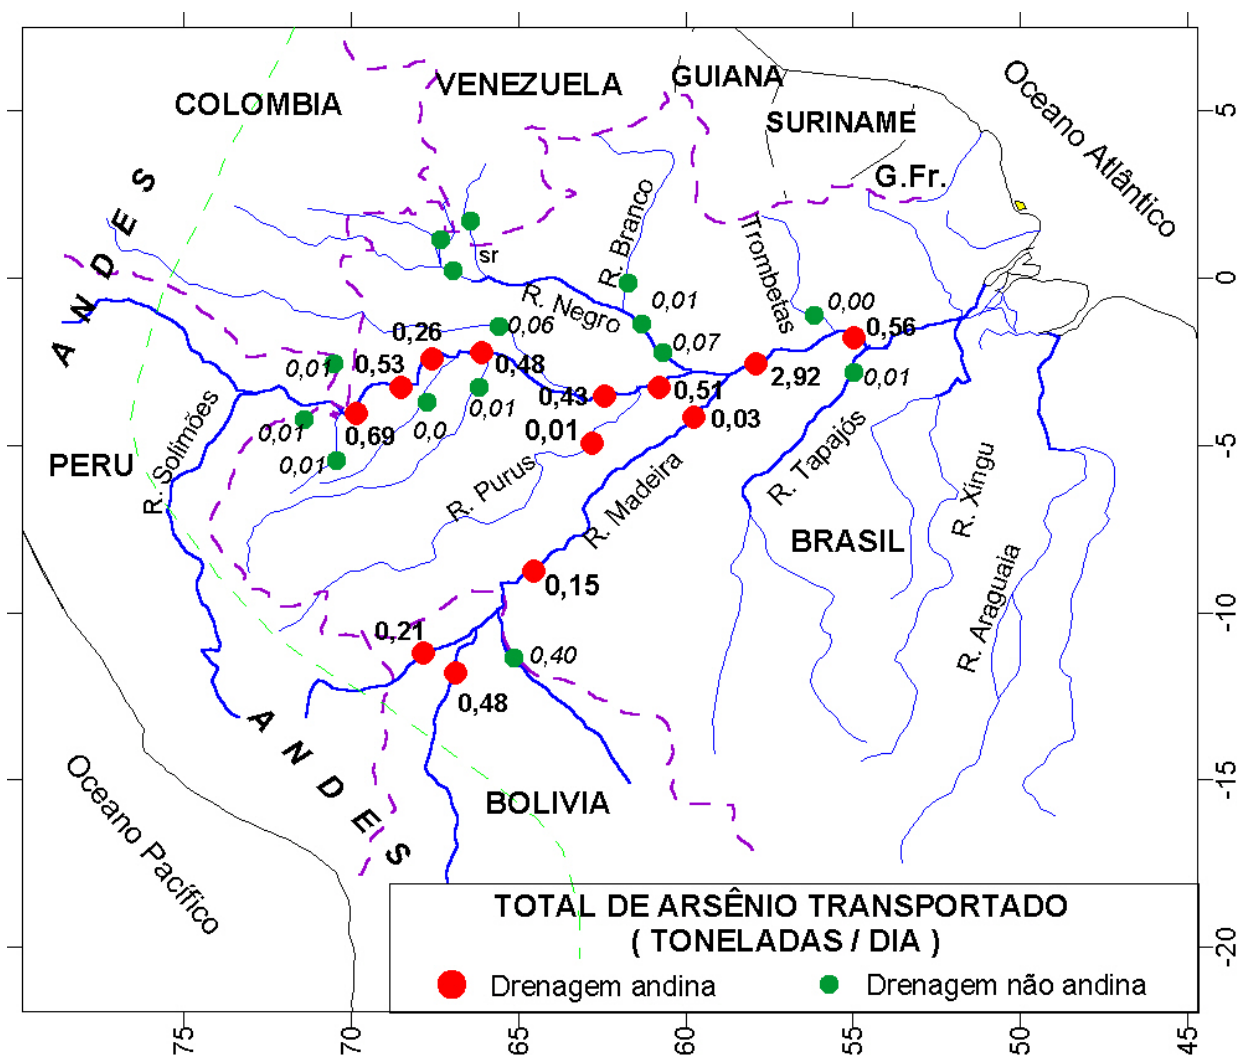 COLOMBIA
VENEZUELA
GUIANA
SURINAME
G.Fr.
Oceano Atlântico
5
ANDES
sr
R. Branco
Trombetas
0
R. Negro
0,01
0,00
0,06
0,07
0,56
0,26
0,53
0,48
0,01
0,43
0,51
2,92
0,01
0,01
0,0
0,01
0,03
0,69
0,01
0,01
PERU
R. Solimões
R. Purus
R. Madeira
R. Tapajós
R. Xingu
-5
BRASIL
0,15
R. Araguaia
-10
0,21
0,40
0,48
ANDES
BOLIVIA
-15
Oceano Pacífico
TOTAL DE ARSÊNIO TRANSPORTADO
( TONELADAS / DIA )
-20
Drenagem andina
Drenagem não andina
75
70
65
60
55
50
45